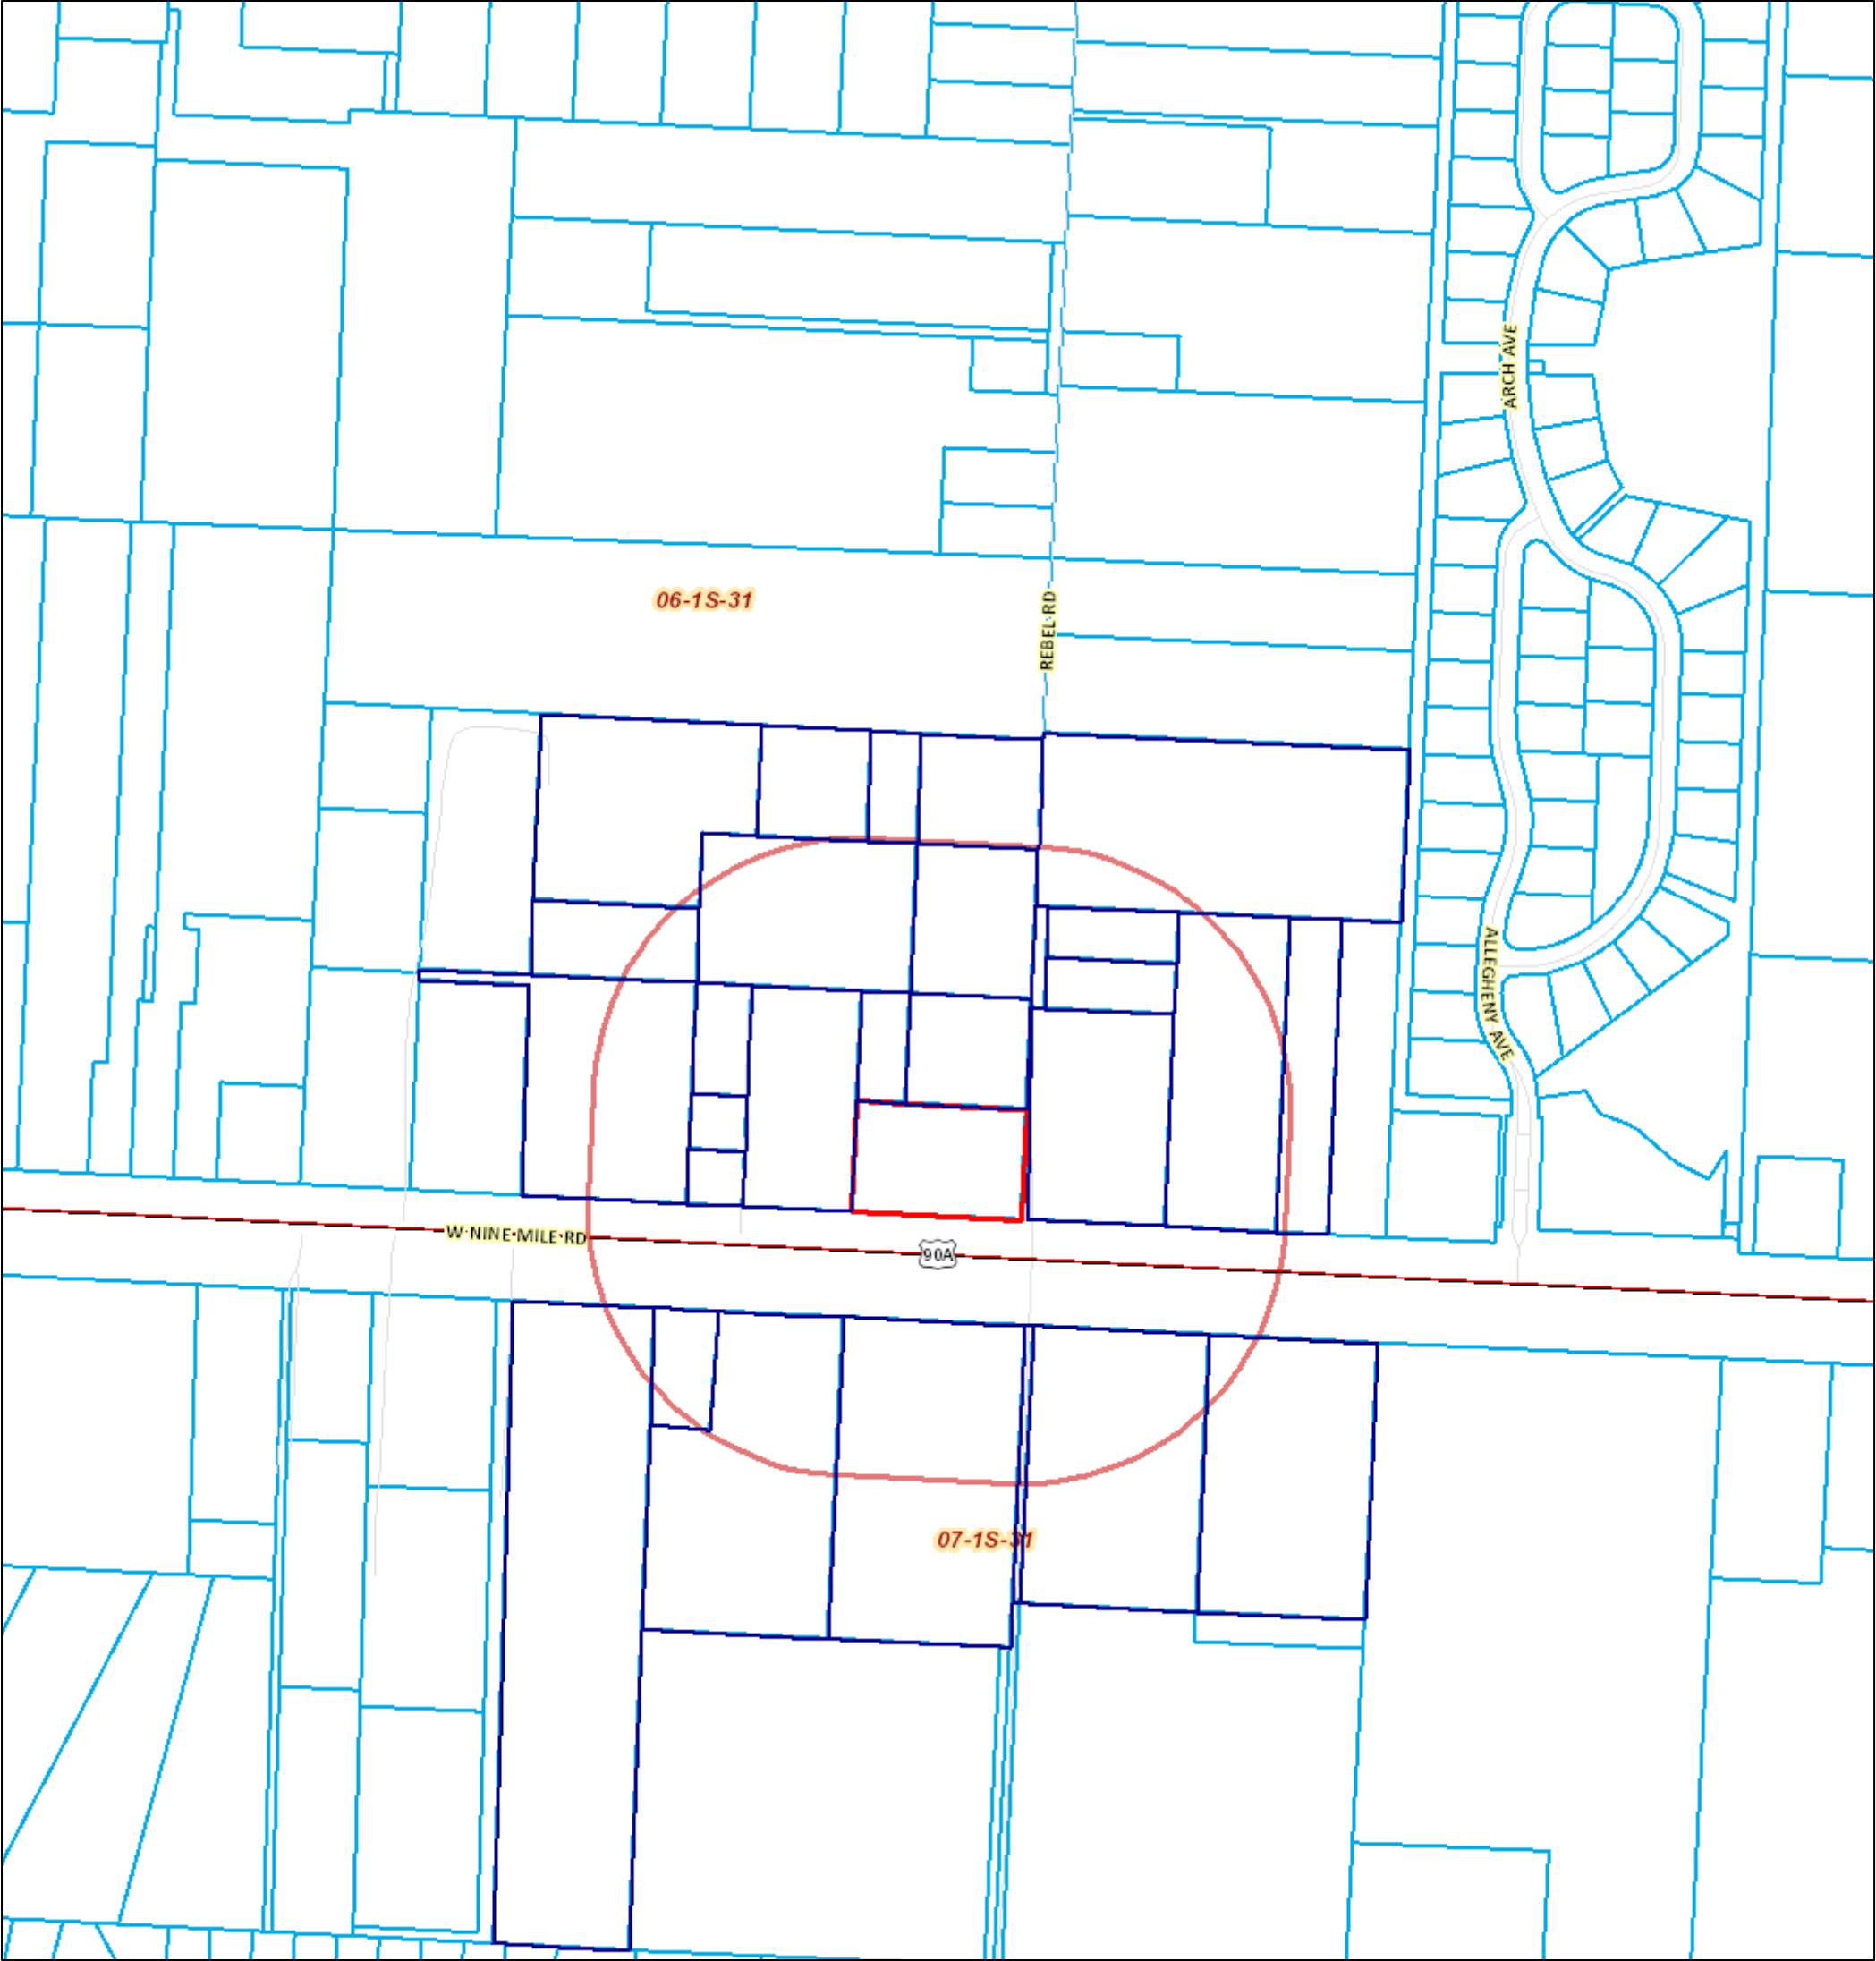 ARCH AVE
06-1S-31
REBEL RD
ALLEGHENY AVE
W NINE MILE RD
90A
07-1S-31